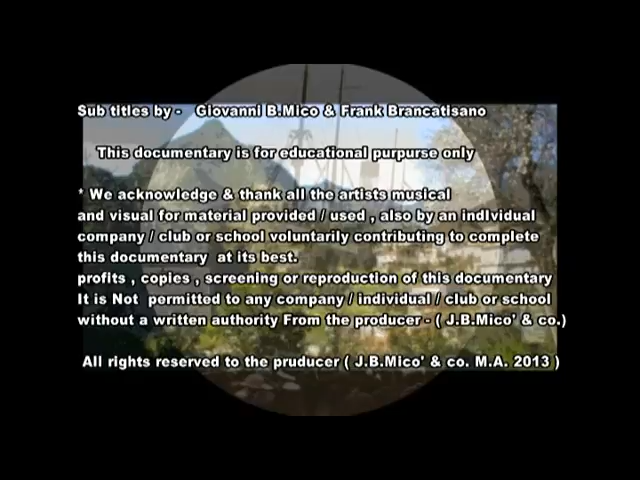 Sub titles by - Giovanni B.Mico & Frank Brancatisano
This documentary is for educational purpurse only
* We acknowledge & thank all the artists musical
and visual for material provided / used , also by an indIvidual
company / club or school voluntarily contributing to complete
this documentary at its best.
profits , copies , screening or reproduction of this documentary
It is Not permitted to any company / individual / club or school
without a written authority From the producer - ( J.B.Mico' & co.)
All rights reserved to the pruducer ( J.B.Mico' & co. M.A. 2013 )